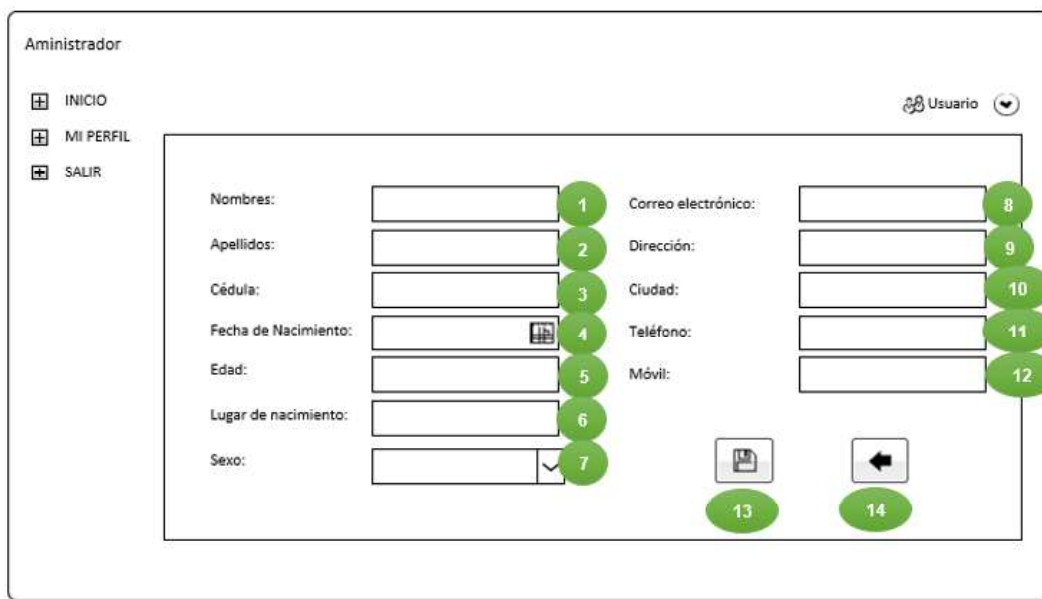 Aministrador
INICIO
Usuario
MI PERFIL
SALIR
Nombres:
1
Apellidos:
2
Cédula:
3
Fecha de Nacimiento:
4
Edad:
5
Lugar de nacimiento:
6
Sexo:
7
Correo electrónico:
8
Dirección:
9
Ciudad:
10
Teléfono:
11
Móvil:
12
13
14